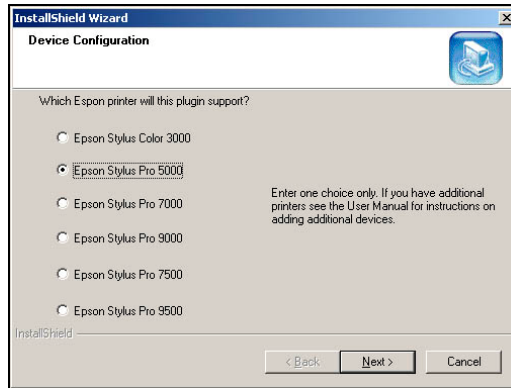 InstallShield Wizard
Device Configuration
Which Espon printer will this plugin support?
Epson Stylus Color 3000
Epson Stylus Pro 5000
Epson Stylus Pro 7000
Epson Stylus Pro 9000
Epson Stylus Pro 7500
Epson Stylus Pro 9500
Enter one choice only. If you have additional
printers see the User Manual for instructions on
adding additional devices.
InstallShield
< Back
Next >
Cancel